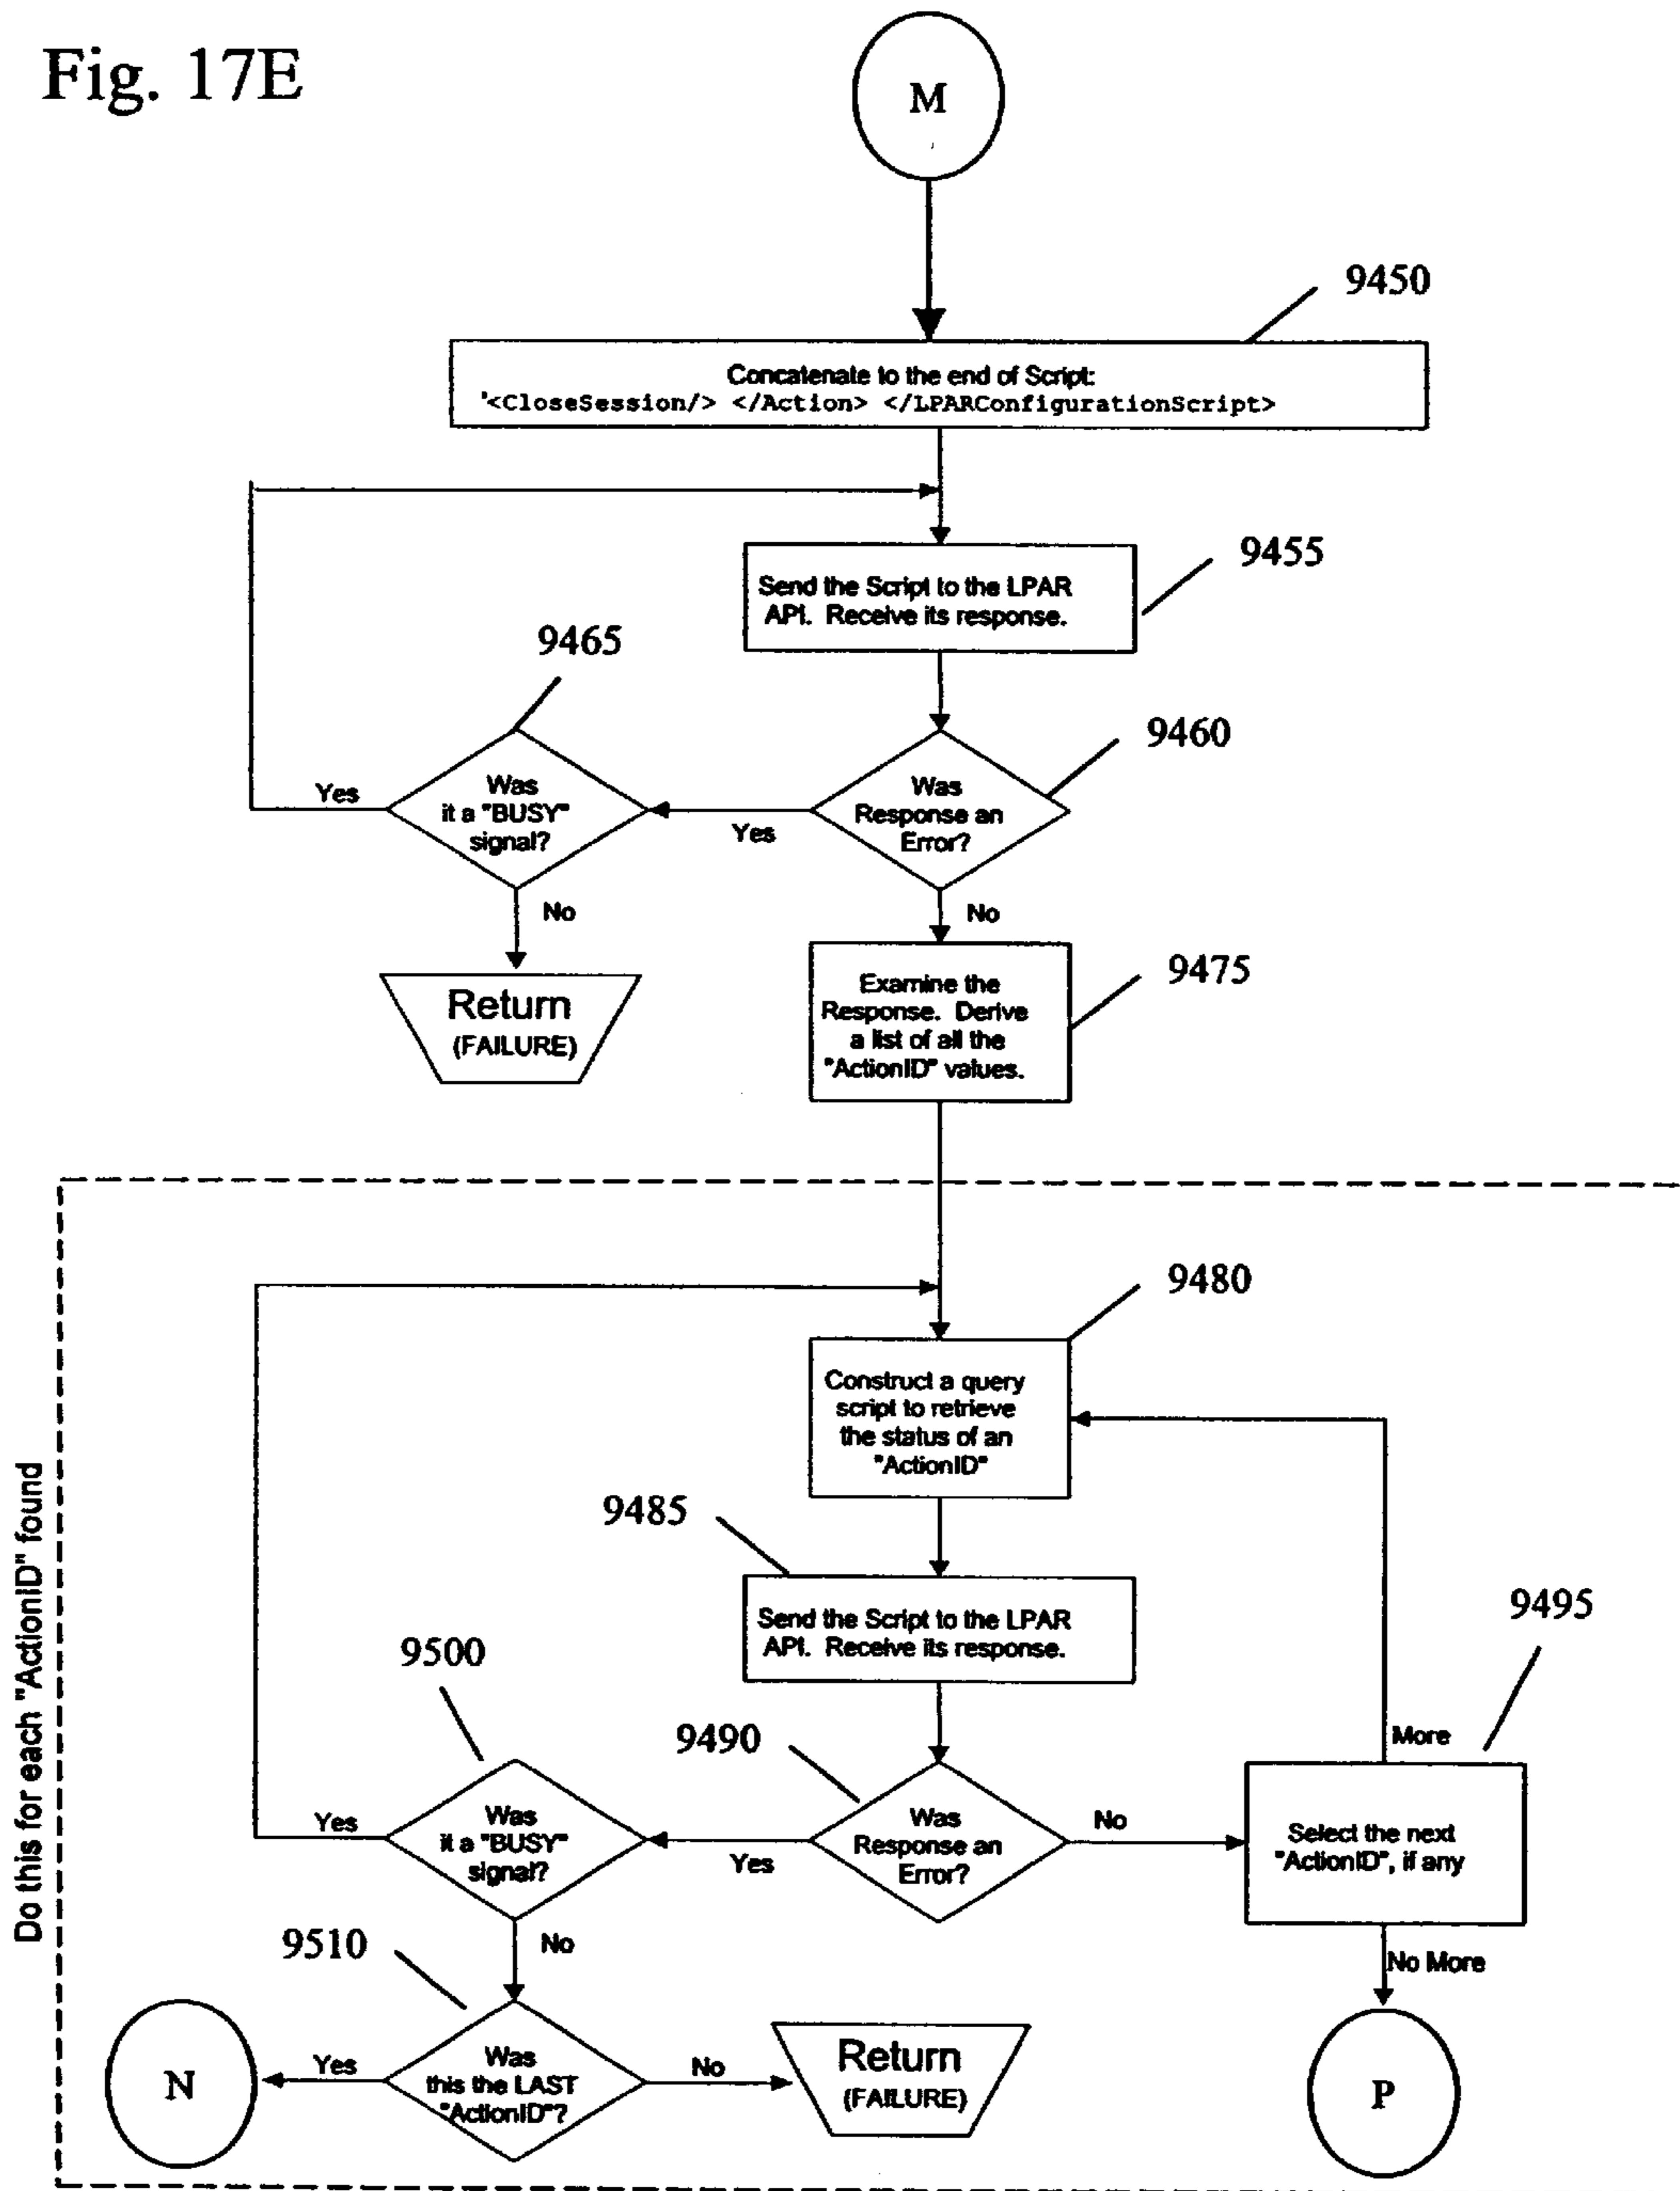 Fig. 17E
M
9450
Concatenate to the end of Script:
'<CloseSession/> </Action> </LPARConfigurationScript>
9455
Send the Script to the LPAR
API. Receive its response.
9465
9460
Was
it a "BUSY"
signal?
Yes
Was
Response an
Error?
Yes
No
No
Return
(FAILURE)
9475
Examine the
Response. Derive
a list of all the
"ActionID" values.
Do this for each "ActionID" found
9480
Construct a query
script to retrieve
the status of an
"ActionID"
9485
Send the Script to the LPAR
API. Receive its response.
9495
9500
9490
More
Was
it a "BUSY"
signal?
Yes
Was
Response an
Error?
Yes
No
Select the next
"ActionID", if any
No
No More
9510
Was
this the LAST
"ActionID"?
Yes
No
N
Return
(FAILURE)
P